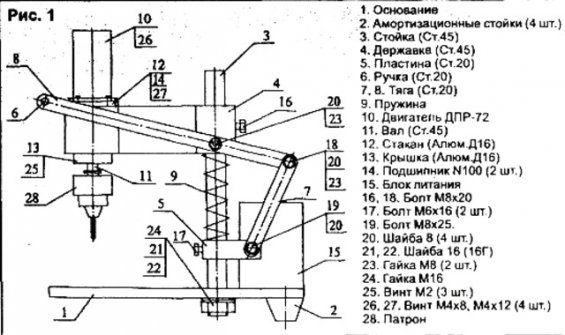 Рис. 1
10
26
3
8
12
14
27
4
16
6
20
23
13
25
11
18
20
23
28
9
7
5
19
20
24
21
22
17
15
1
2
1. Основание
2. Амортизационные стойки (4 шт.)
3. Стойка (Ст.45)
4. Державка (Ст.45)
5. Пластина (Ст.20)
6. Ручка (Ст.20)
7, 8. Тяга (Ст.20)
9. Пружина
10. Двигатель ДПР-72
11. Вал (Ст.45)
12. Стакан (Алюм.Д16)
13. Крышка (Алюм.Д16)
14. Подшипник N100 (2 шт.)
15. Блок питания
16, 18. Болт М8х20
17. Болт М6х16 (2 шт.)
19. Болт М8х25.
20. Шайба 8 (4 шт.)
21, 22. Шайба 16 (16Г)
23. Гайка М8 (2 шт.)
24. Гайка М16
25. Винт М2 (3 шт.)
26, 27. Винт М4х8, М4х12 (4 шт.)
28. Патрон